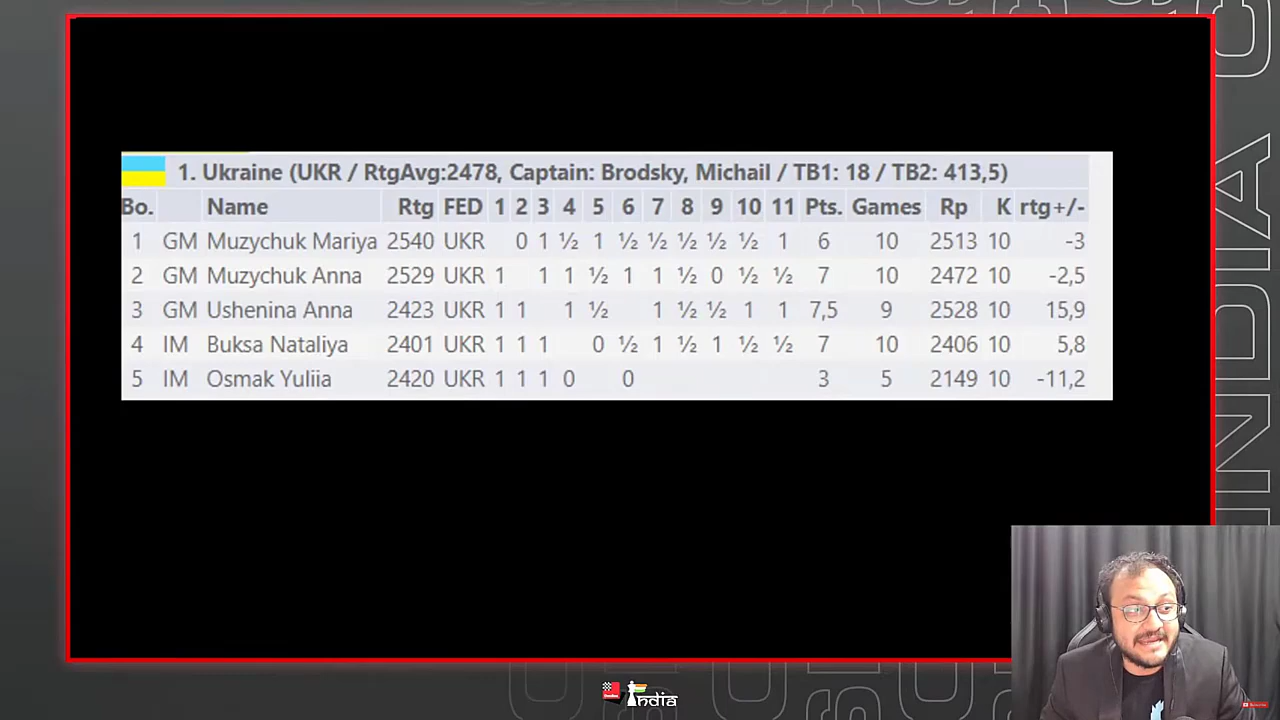 1. Ukraine (UKR / RtgAvg:2478, Captain: Brodsky, Michail / TB1: 18 / TB2: 413,5)
Bo. Name Rtg FED 1 2 3 4 5 6 7 8 9 10 11 Pts. Games Rp K rtg+/-
1 GM Muzychuk Mariya 2540 UKR 0 1 ½ 1 ½ ½ ½ ½ ½ 1 6 10 2513 10 -3
2 GM Muzychuk Anna 2529 UKR 1 1 1 ½ 1 1 ½ 0 ½ ½ 7 10 2472 10 -2,5
3 GM Ushenina Anna 2423 UKR 1 1 1 ½ 1 ½ ½ 1 1 7,5 9 2528 10 15,9
4 IM Buksa Nataliya 2401 UKR 1 1 1 0 ½ 1 ½ 1 ½ ½ 7 10 2406 10 5,8
5 IM Osmak Yuliia 2420 UKR 1 1 1 0 0 3 5 2149 10 -11,2
INDIA
India